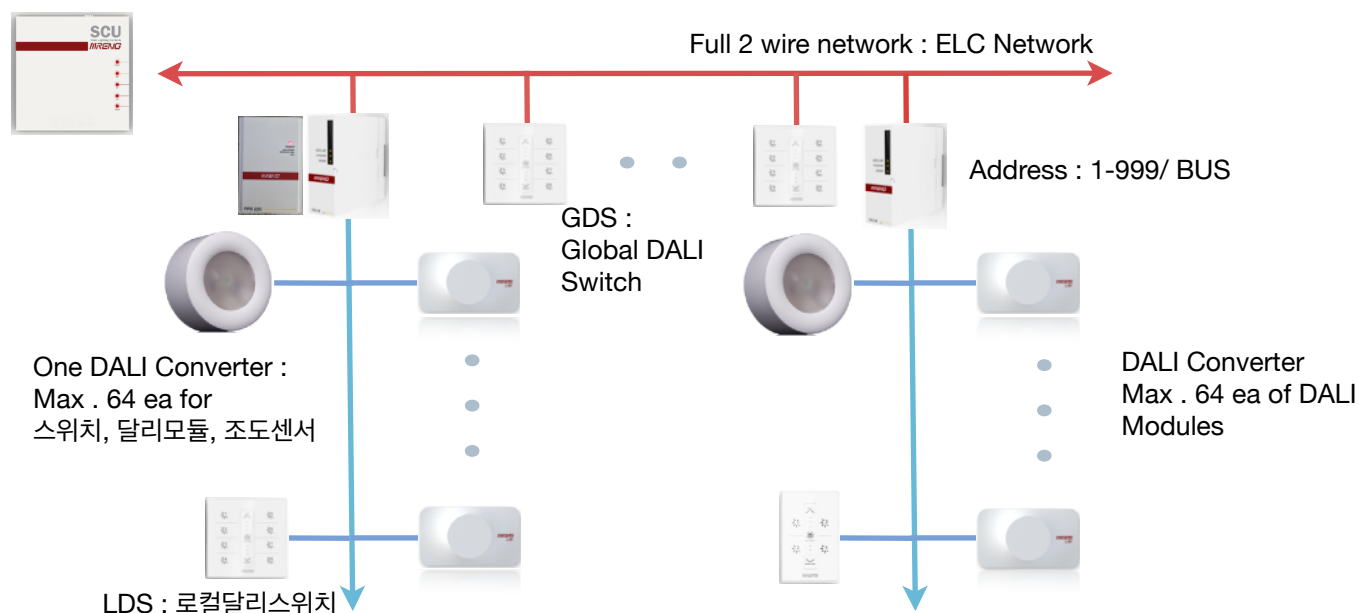 SCU
MRENG
Full 2 wire network : ELC Network
Address : 1-999/ BUS
GDS :
Global DALI
Switch
One DALI Converter :
Max . 64 ea for
스위치, 달리모듈, 조도센서
DALI Converter
Max . 64 ea of DALI
Modules
LDS : 로컬달리스위치